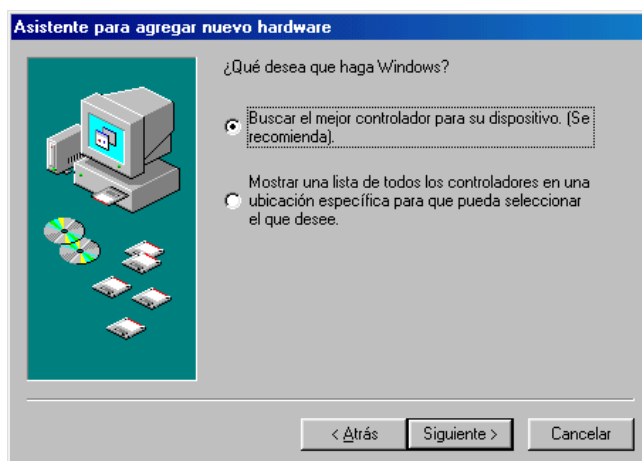 Asistente para agregar nuevo hardware
¿Qué desea que haga Windows?
Buscar el mejor controlador para su dispositivo. (Se
recomienda).
Mostrar una lista de todos los controladores en una
ubicación específica para que pueda seleccionar
el que desee.
< Atrás
Siguiente >
Cancelar